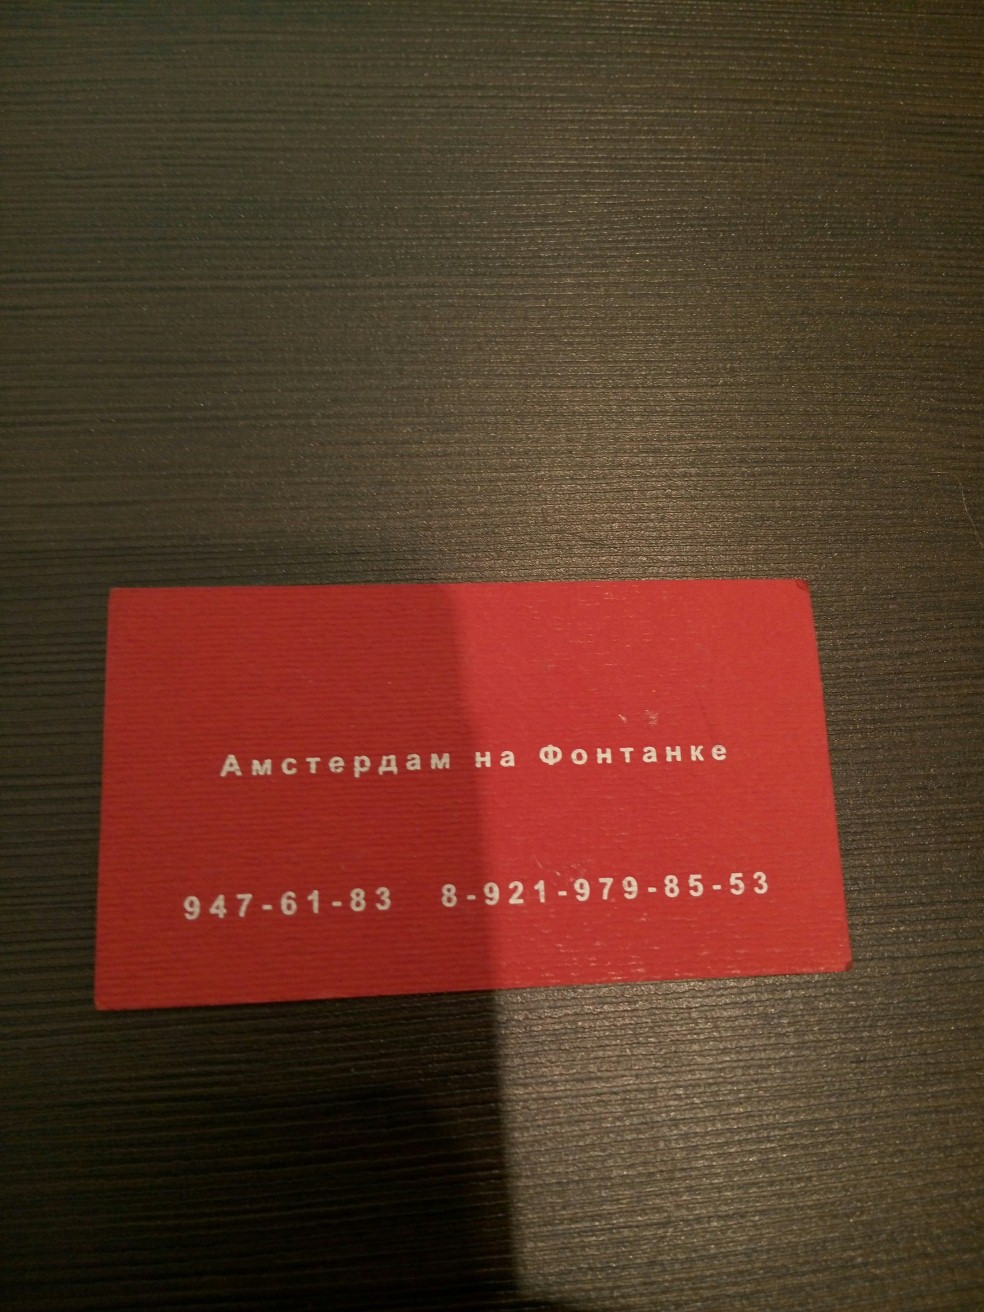 Амстердам на Фонтанке
947-61-83 8-921-979-85-53